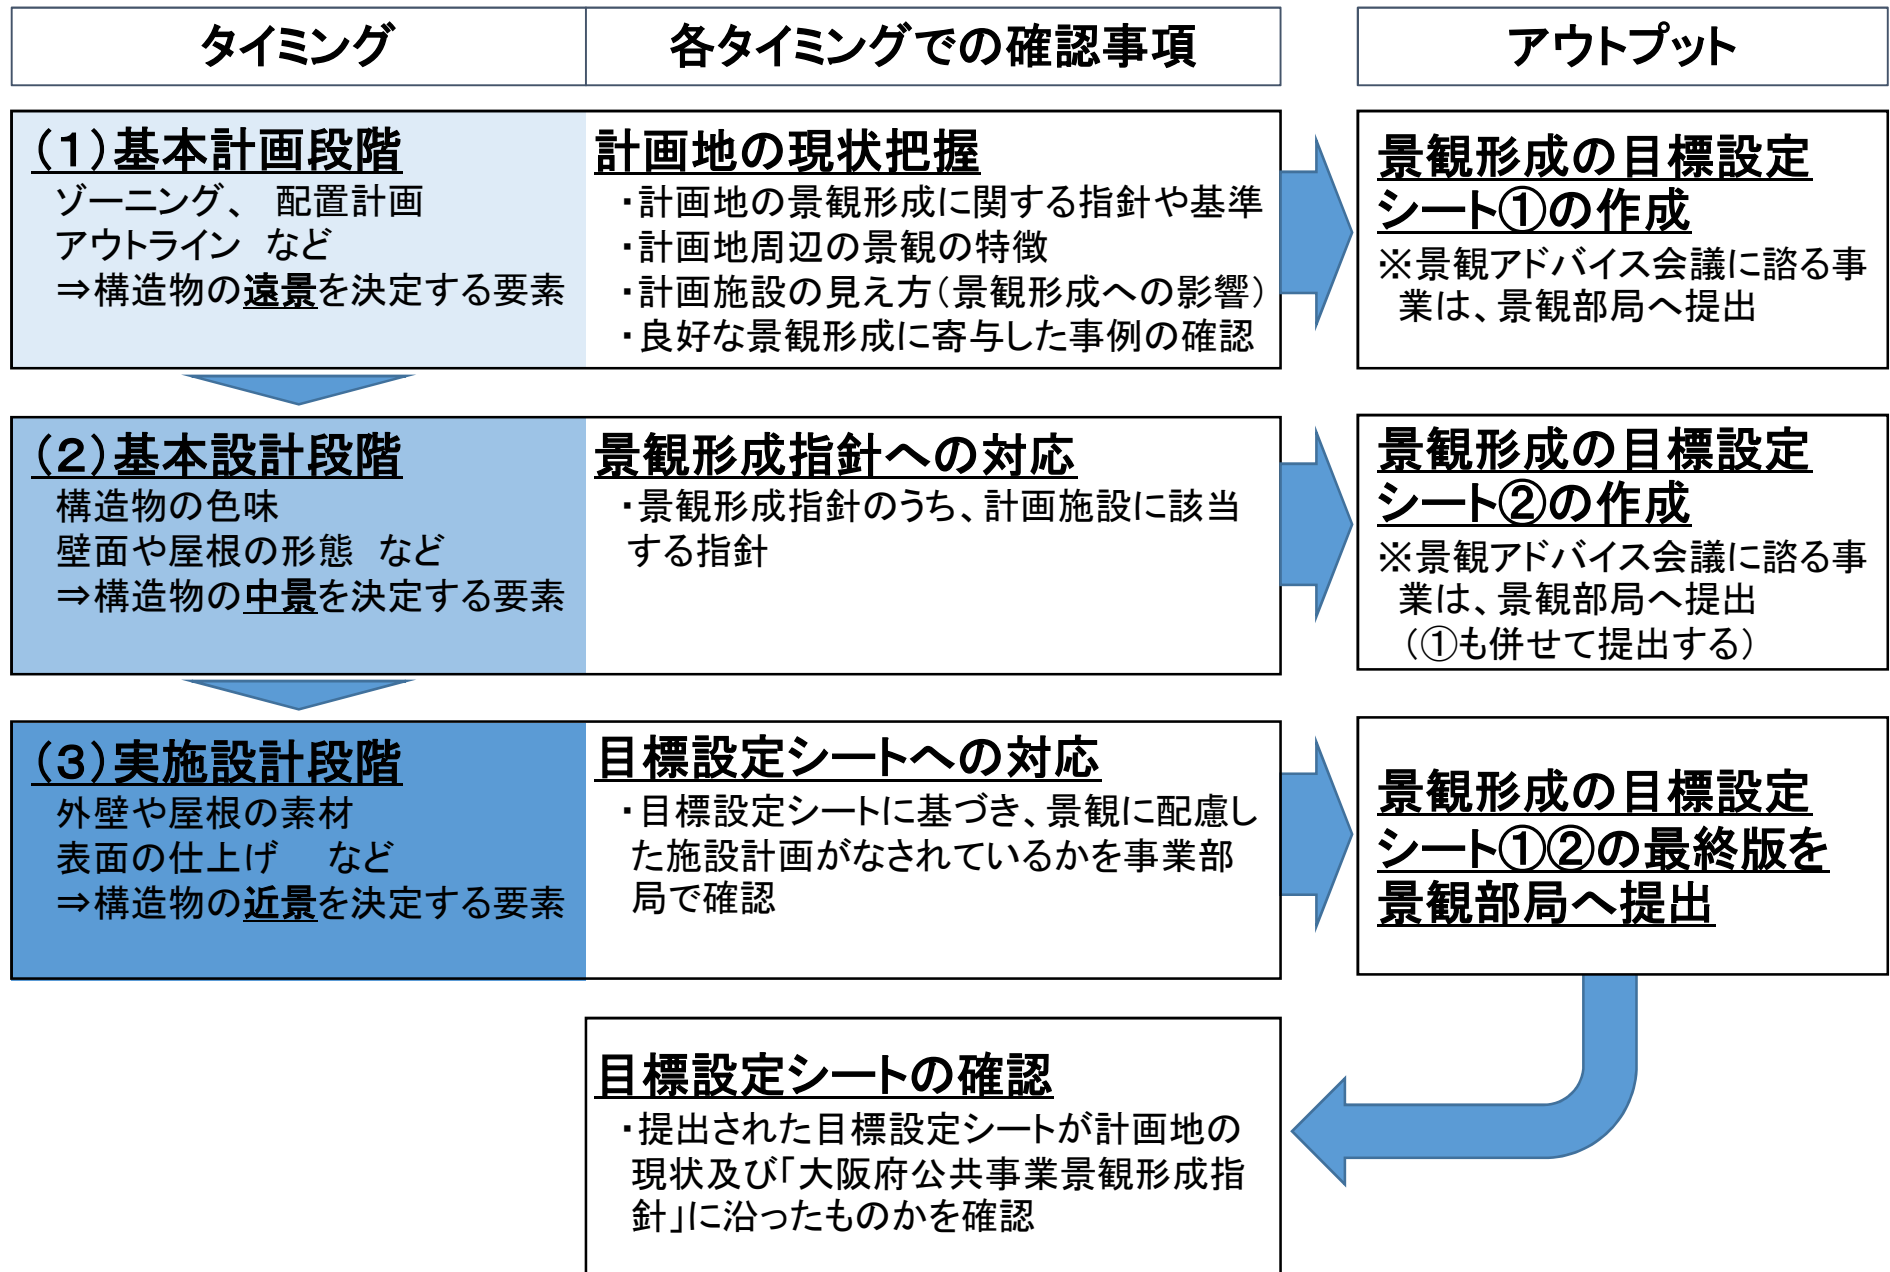 タイミング
各タイミングでの確認事項
アウトプット
(1)基本計画段階
ゾーニング、 配置計画
アウトライン など
⇒構造物の遠景を決定する要素
計画地の現状把握
・計画地の景観形成に関する指針や基準
・計画地周辺の景観の特徴
・計画施設の見え方(景観形成への影響)
・良好な景観形成に寄与した事例の確認
景観形成の目標設定
シート①の作成
※景観アドバイス会議に諮る事
業は、景観部局へ提出
(2)基本設計段階
構造物の色味
壁面や屋根の形態 など
⇒構造物の中景を決定する要素
景観形成指針への対応
・景観形成指針のうち、計画施設に該当
する指針
景観形成の目標設定
シート②の作成
※景観アドバイス会議に諮る事
業は、景観部局へ提出
(①も併せて提出する)
(3)実施設計段階
外壁や屋根の素材
表面の仕上げ など
⇒構造物の近景を決定する要素
目標設定シートへの対応
・目標設定シートに基づき、景観に配慮し
た施設計画がなされているかを事業部
局で確認
景観形成の目標設定
シート①②の最終版を
景観部局へ提出
目標設定シートの確認
・提出された目標設定シートが計画地の
現状及び「大阪府公共事業景観形成指
針」に沿ったものかを確認